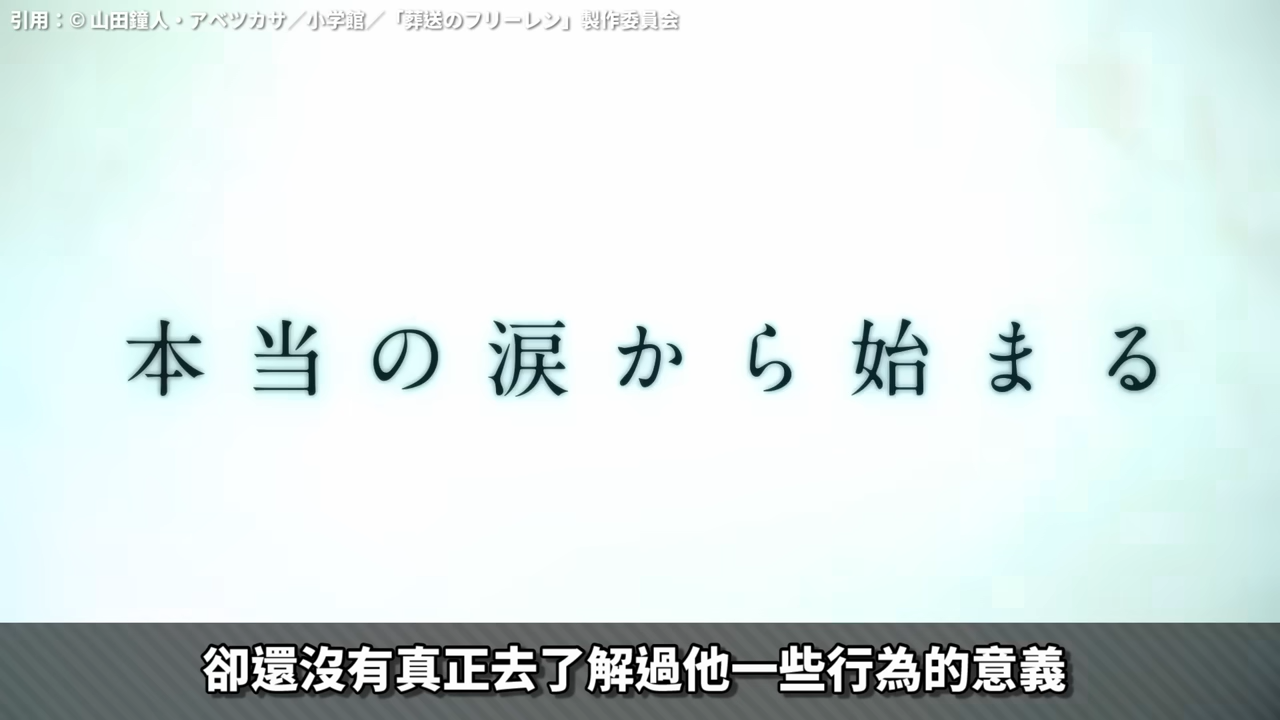 引用：© 山田鐘人・アベツカサ／小学館／「葬送のフリーレン」製作委員会
本当の涙から始まる
卻還沒有真正去了解過他一些行為的意義